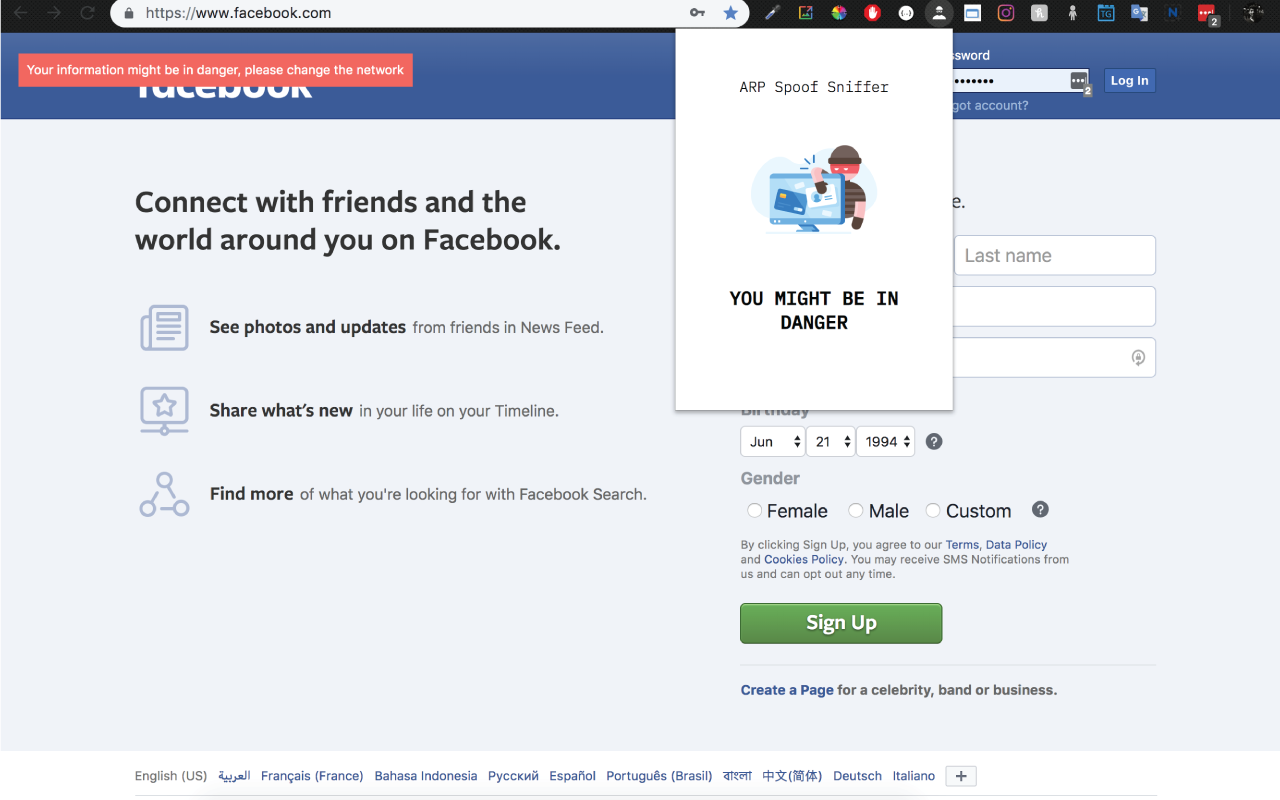 https://www.facebook.com
TG
N
2
Your information might be in danger, please change the network
facebook
ARP Spoof Sniffer
YOU MIGHT BE IN
DANGER
ssword
•••••••
2
Log In
got account?
Connect with friends and the
world around you on Facebook.
See photos and updates from friends in News Feed.
Share what's new in your life on your Timeline.
Find more of what you're looking for with Facebook Search.
e.
Last name
Birthday
Jun 21 1994 ?
Gender
Female Male Custom ?
By clicking Sign Up, you agree to our Terms, Data Policy
and Cookies Policy. You may receive SMS Notifications from
us and can opt out any time.
Sign Up
Create a Page for a celebrity, band or business.
English (US) العربية Français (France) Bahasa Indonesia Русский Español Português (Brasil) বাংলা 中文(简体) Deutsch Italiano +